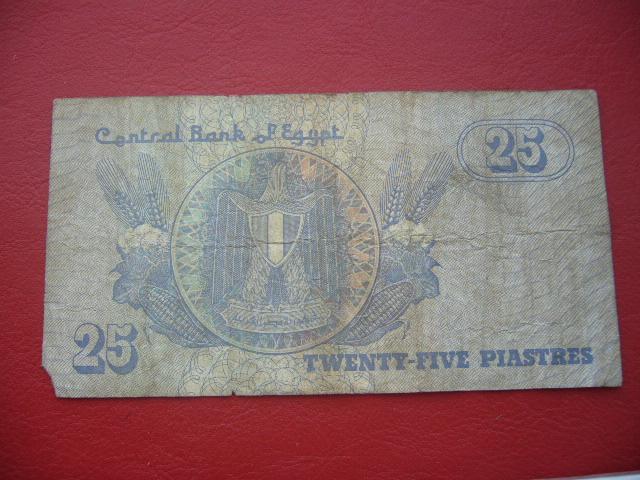 Central Bank of Egypt
25
25
TWENTY-FIVE PIASTRES